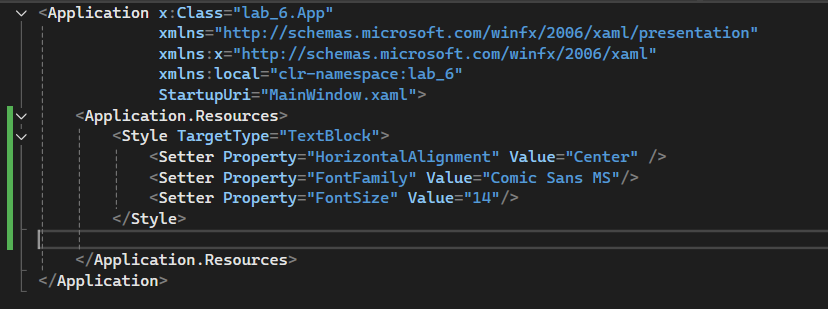 <Application x:Class="lab_6.App"
xmlns="http://schemas.microsoft.com/winfx/2006/xaml/presentation"
xmlns:x="http://schemas.microsoft.com/winfx/2006/xaml"
xmlns:local="clr-namespace:lab_6"
StartupUri="MainWindow.xaml">
<Application.Resources>
<Style TargetType="TextBlock">
<Setter Property="HorizontalAlignment" Value="Center" />
<Setter Property="FontFamily" Value="Comic Sans MS"/>
<Setter Property="FontSize" Value="14"/>
</Style>
</Application.Resources>
</Application>